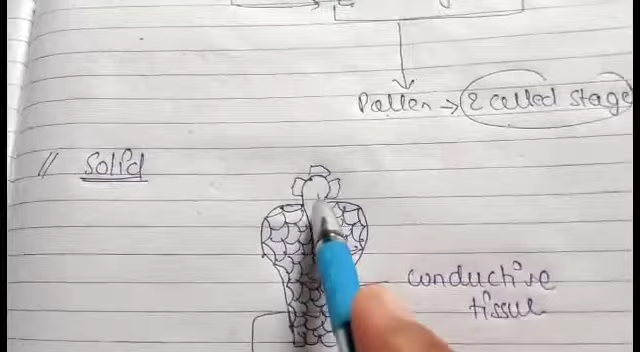 Pollen → 2 celled stage
// Solid
conductive
tissue